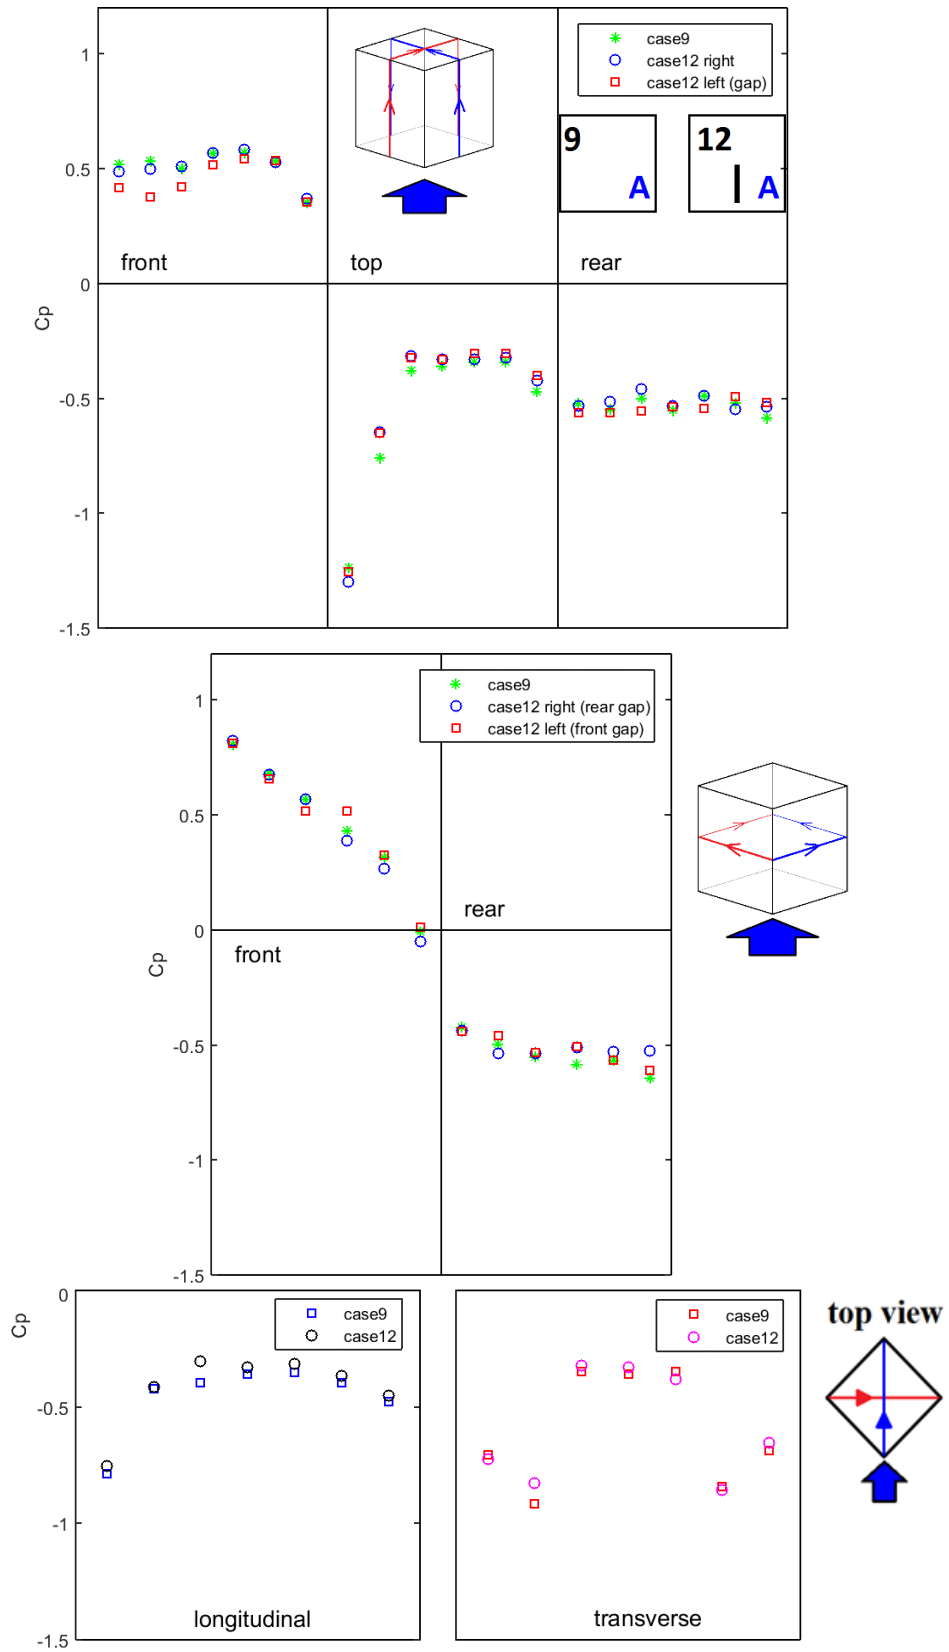 1
0.5
0
-0.5
-1
-1.5
Cp
case9
case12 right
case12 left (gap)
9
A
12
A
front
top
rear
1
0.5
0
-0.5
-1
-1.5
Cp
case9
case12 right (rear gap)
case12 left (front gap)
rear
front
0
-0.5
-1
-1.5
Cp
case9
case12
longitudinal
case9
case12
transverse
top view